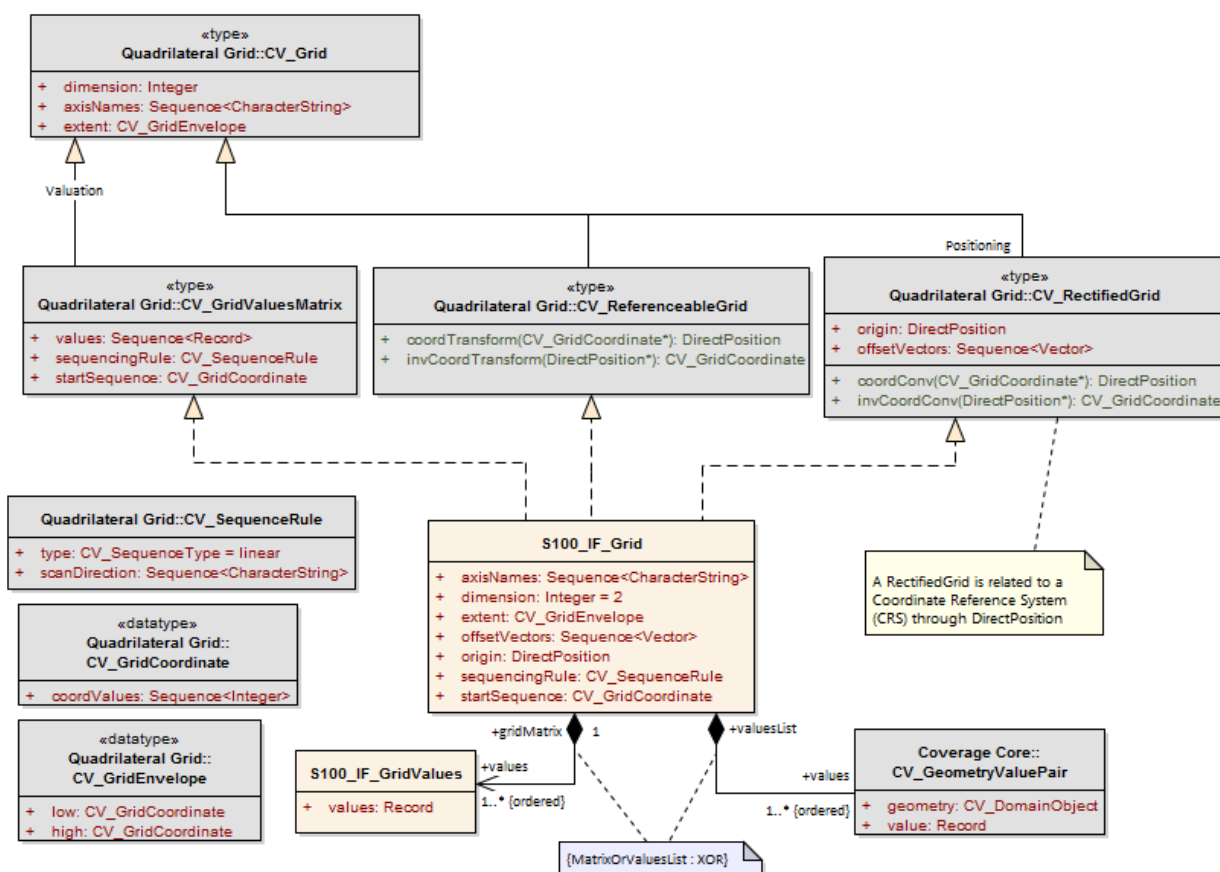 «type»
Quadrilateral Grid::CV_Grid
+ dimension: Integer
+ axisNames: Sequence<CharacterString>
+ extent: CV_GridEnvelope
Valuation
Positioning
«type»
Quadrilateral Grid::CV_GridValuesMatrix
+ values: Sequence<Record>
+ sequencingRule: CV_SequenceRule
+ startSequence: CV_GridCoordinate
«type»
Quadrilateral Grid::CV_ReferenceableGrid
+ coordTransform(CV_GridCoordinate*): DirectPosition
+ invCoordTransform(DirectPosition*): CV_GridCoordinate
«type»
Quadrilateral Grid::CV_RectifiedGrid
+ origin: DirectPosition
+ offsetVectors: Sequence<Vector>
+ coordConv(CV_GridCoordinate*): DirectPosition
+ invCoordConv(DirectPosition*): CV_GridCoordinate
Quadrilateral Grid::CV_SequenceRule
+ type: CV_SequenceType = linear
+ scanDirection: Sequence<CharacterString>
S100_IF_Grid
+ axisNames: Sequence<CharacterString>
+ dimension: Integer = 2
+ extent: CV_GridEnvelope
+ offsetVectors: Sequence<Vector>
+ origin: DirectPosition
+ sequencingRule: CV_SequenceRule
+ startSequence: CV_GridCoordinate
A RectifiedGrid is related to a
Coordinate Reference System
(CRS) through DirectPosition
«datatype»
Quadrilateral Grid::
CV_GridCoordinate
+ coordValues: Sequence<Integer>
«datatype»
Quadrilateral Grid::
CV_GridEnvelope
+ low: CV_GridCoordinate
+ high: CV_GridCoordinate
+gridMatrix
1
+valuesList
S100_IF_GridValues
+ values: Record
+values
1..* {ordered}
+values
1..* {ordered}
Coverage Core::
CV_GeometryValuePair
+ geometry: CV_DomainObject
+ value: Record
{MatrixOrValuesList : XOR}